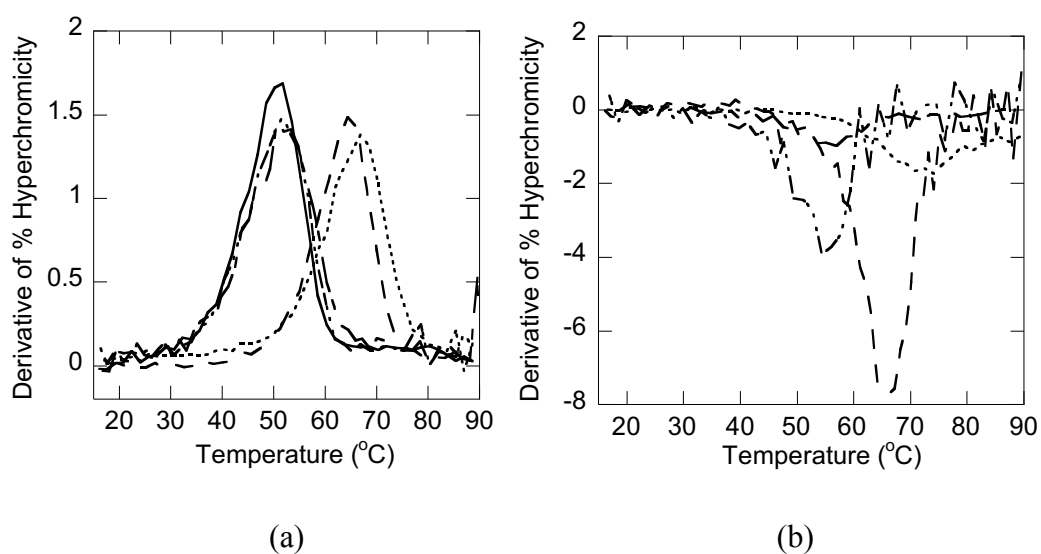 Derivative of % Hyperchromicity
2
1.5
1
0.5
0
20 30 40 50 60 70 80 90
Temperature (°C)
(a)
Derivative of % Hyperchromicity
2
0
-2
-4
-6
-8
20 30 40 50 60 70 80 90
Temperature (°C)
(b)